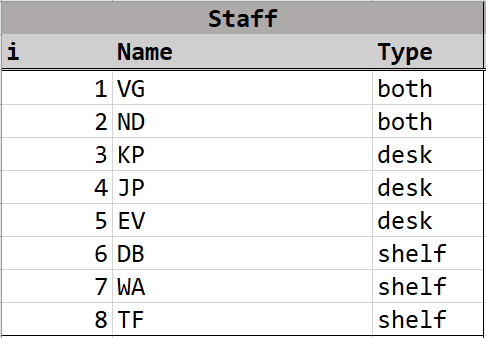 Staff
i Name Type
1 VG both
2 ND both
3 KP desk
4 JP desk
5 EV desk
6 DB shelf
7 WA shelf
8 TF shelf